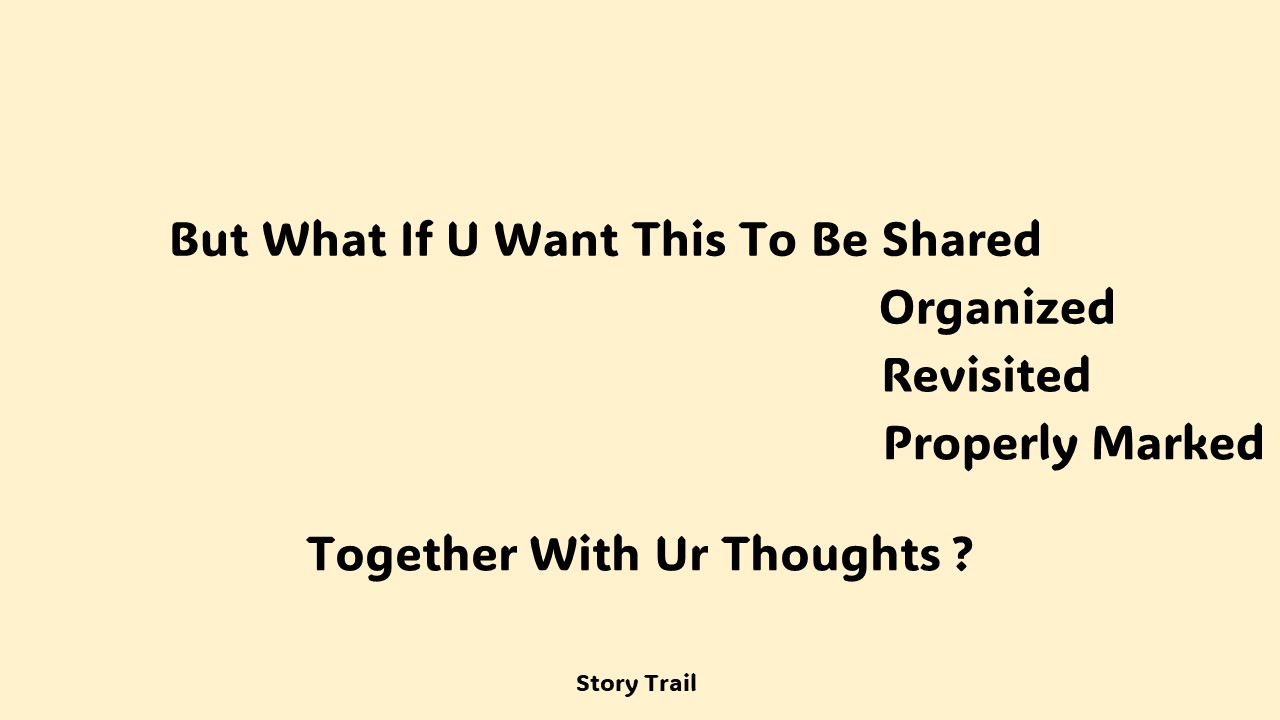 But What If U Want This To Be Shared
Organized
Revisited
Properly Marked
Together With Ur Thoughts ?
Story Trail